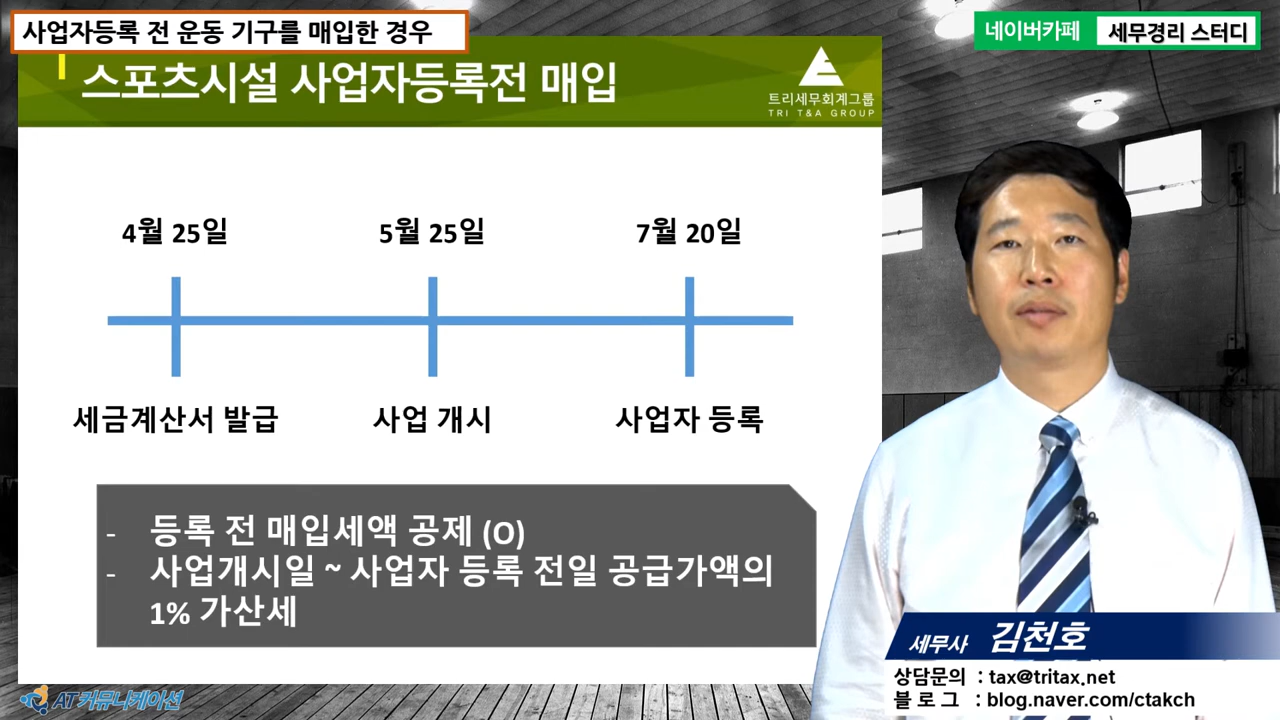 사업자등록 전 운동 기구를 매입한 경우
네이버카페 세무경리 스터디
스포츠시설 사업자등록전 매입
트리세무회계그룹
TRI T&A GROUP
4월 25일 5월 25일 7월 20일
세금계산서 발급 사업 개시 사업자 등록
- 등록 전 매입세액 공제 (O)
- 사업개시일 ~ 사업자 등록 전일 공급가액의
1% 가산세
세무사 김천호
상담문의 : tax@tritax.net
블로그 : blog.naver.com/ctakch
AT커뮤니케이션